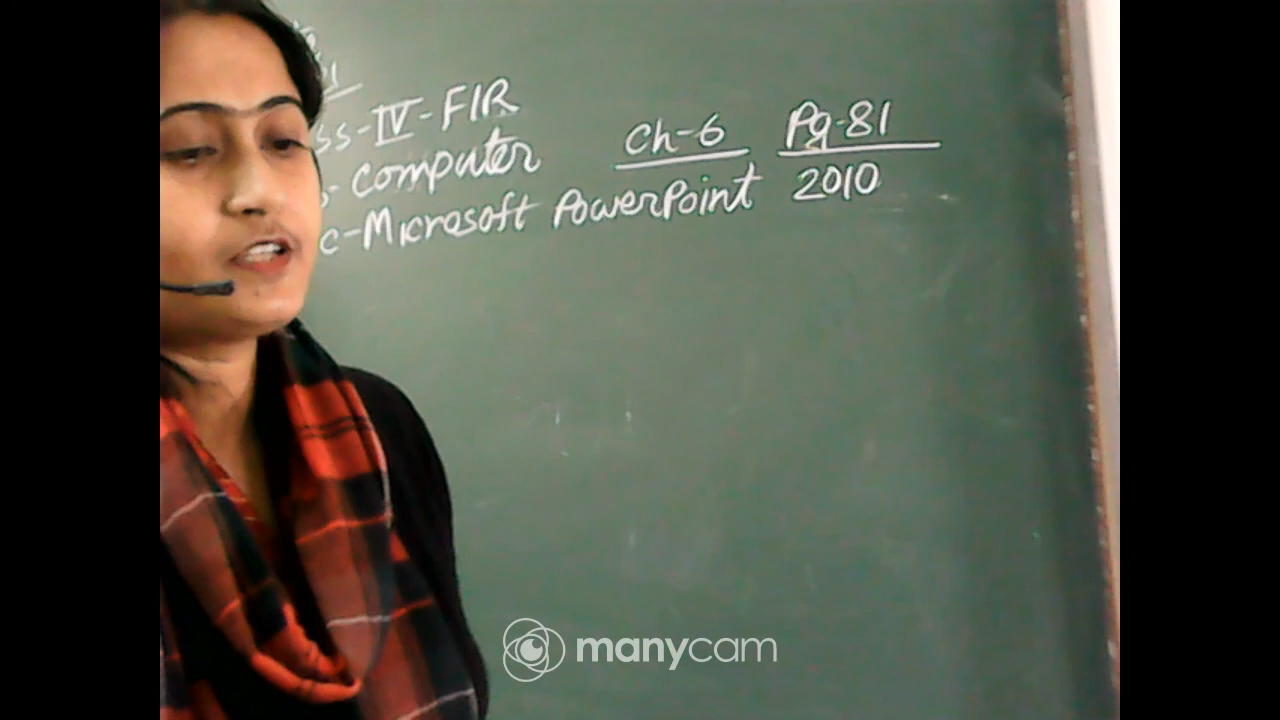 ss-IV-FIR
Ch-6 Pg-81
s-Computer
c-Microsoft PowerPoint 2010
manycam